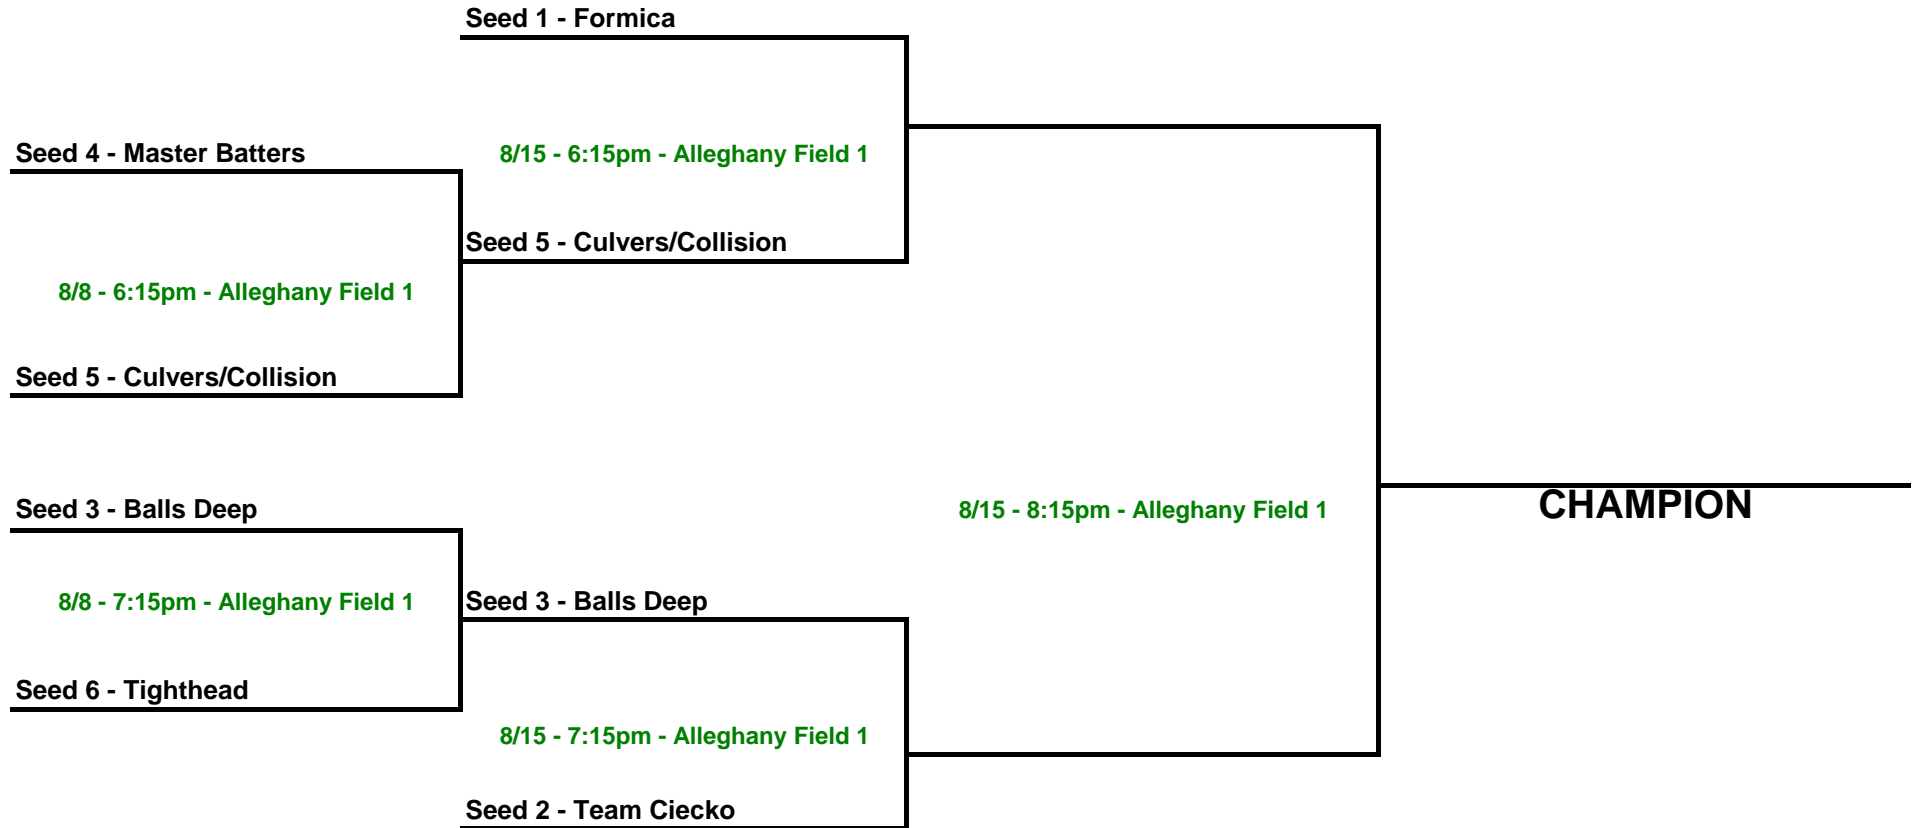 Seed 1 - Formica
Seed 4 - Master Batters
8/15 - 6:15pm - Alleghany Field 1
Seed 5 - Culvers/Collision
8/8 - 6:15pm - Alleghany Field 1
Seed 5 - Culvers/Collision
Seed 3 - Balls Deep
8/15 - 8:15pm - Alleghany Field 1
CHAMPION
8/8 - 7:15pm - Alleghany Field 1
Seed 3 - Balls Deep
Seed 6 - Tighthead
8/15 - 7:15pm - Alleghany Field 1
Seed 2 - Team Ciecko